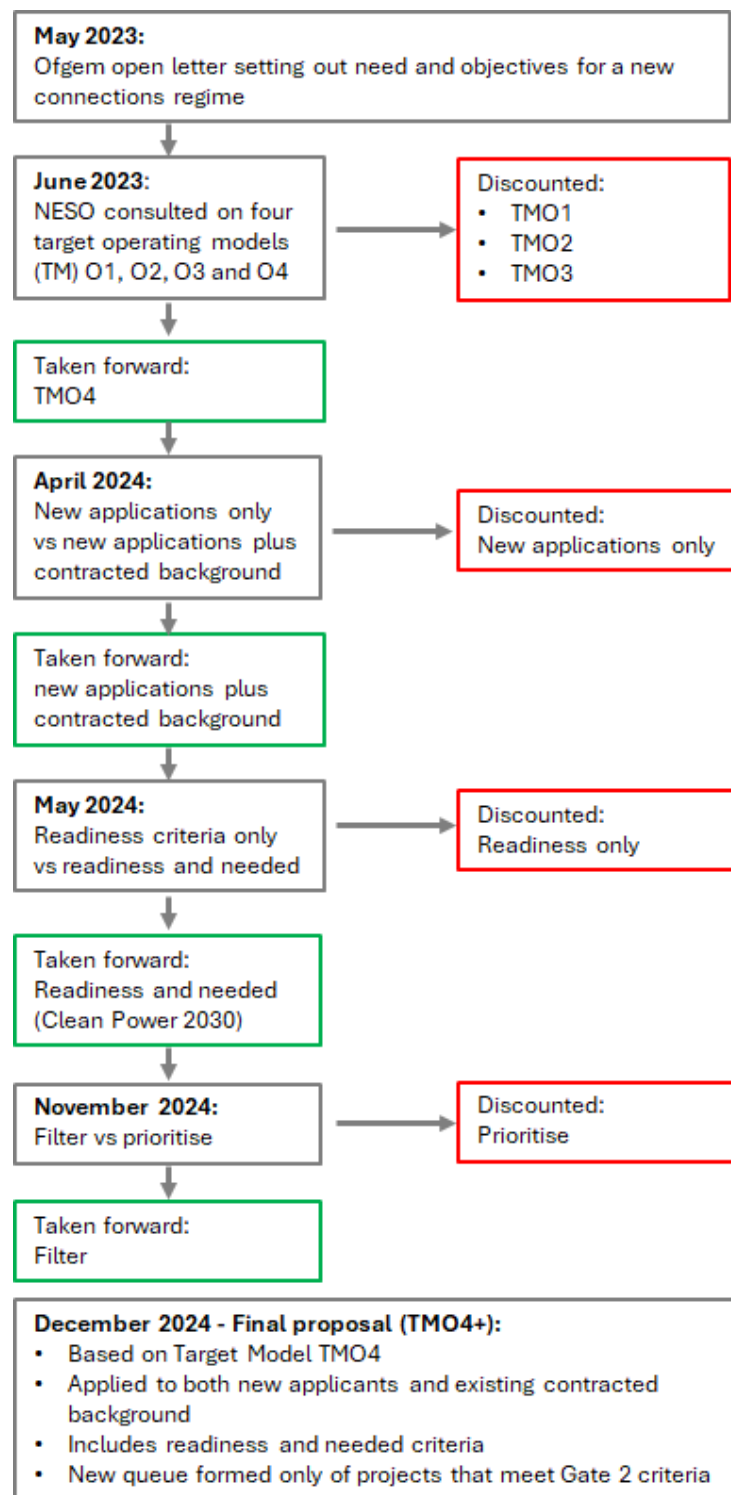 May 2023:
Ofgem open letter setting out need and objectives for a new
connections regime
June 2023:
NESO consulted on four
target operating models
(TM) O1, O2, O3 and O4
Discounted:
• TMO1
• TMO2
• TMO3
Taken forward:
TMO4
April 2024:
New applications only
vs new applications plus
contracted background
Discounted:
New applications only
Taken forward:
new applications plus
contracted background
May 2024:
Readiness criteria only
vs readiness and needed
Discounted:
Readiness only
Taken forward:
Readiness and needed
(Clean Power 2030)
November 2024:
Filter vs prioritise
Discounted:
Prioritise
Taken forward:
Filter
December 2024 - Final proposal (TMO4+):
• Based on Target Model TMO4
• Applied to both new applicants and existing contracted
background
• Includes readiness and needed criteria
• New queue formed only of projects that meet Gate 2 criteria